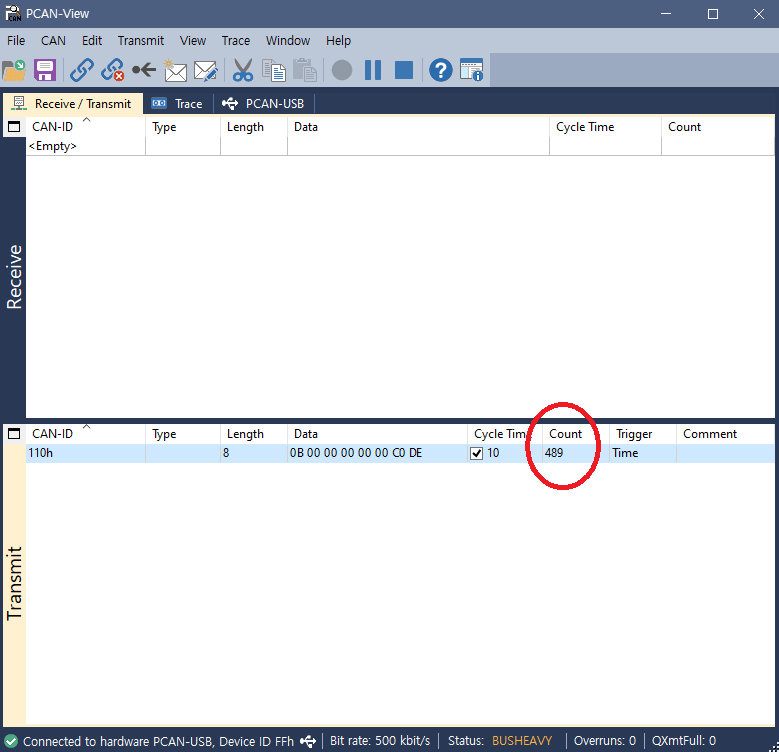 PCAN-View
File CAN Edit Transmit View Trace Window Help
Receive / Transmit Trace PCAN-USB
CAN-ID Type Length Data Cycle Time Count
<Empty>
Receive
CAN-ID Type Length Data Cycle Tim Count Trigger Comment
110h 8 0B 00 00 00 00 00 C0 DE 10 489 Time
Transmit
Connected to hardware PCAN-USB, Device ID FFh Bit rate: 500 kbit/s Status: BUSHEAVY Overruns: 0 QXmtFull: 0